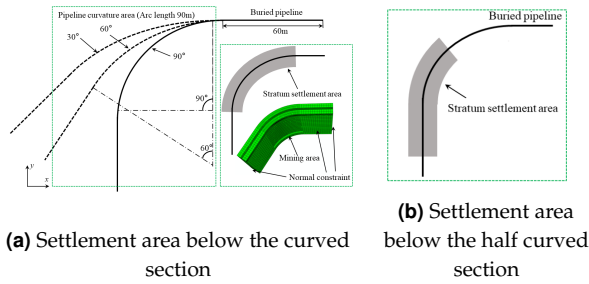 Pipeline curvature area (Arc length 90m)
Buried pipeline
30°
60°
90°
60m
Stratum settlement area
90°
60°
Mining area
Normal constraint
y
x
Buried pipeline
Stratum settlement area
(a) Settlement area below the curved
section
(b) Settlement area
below the half curved
section